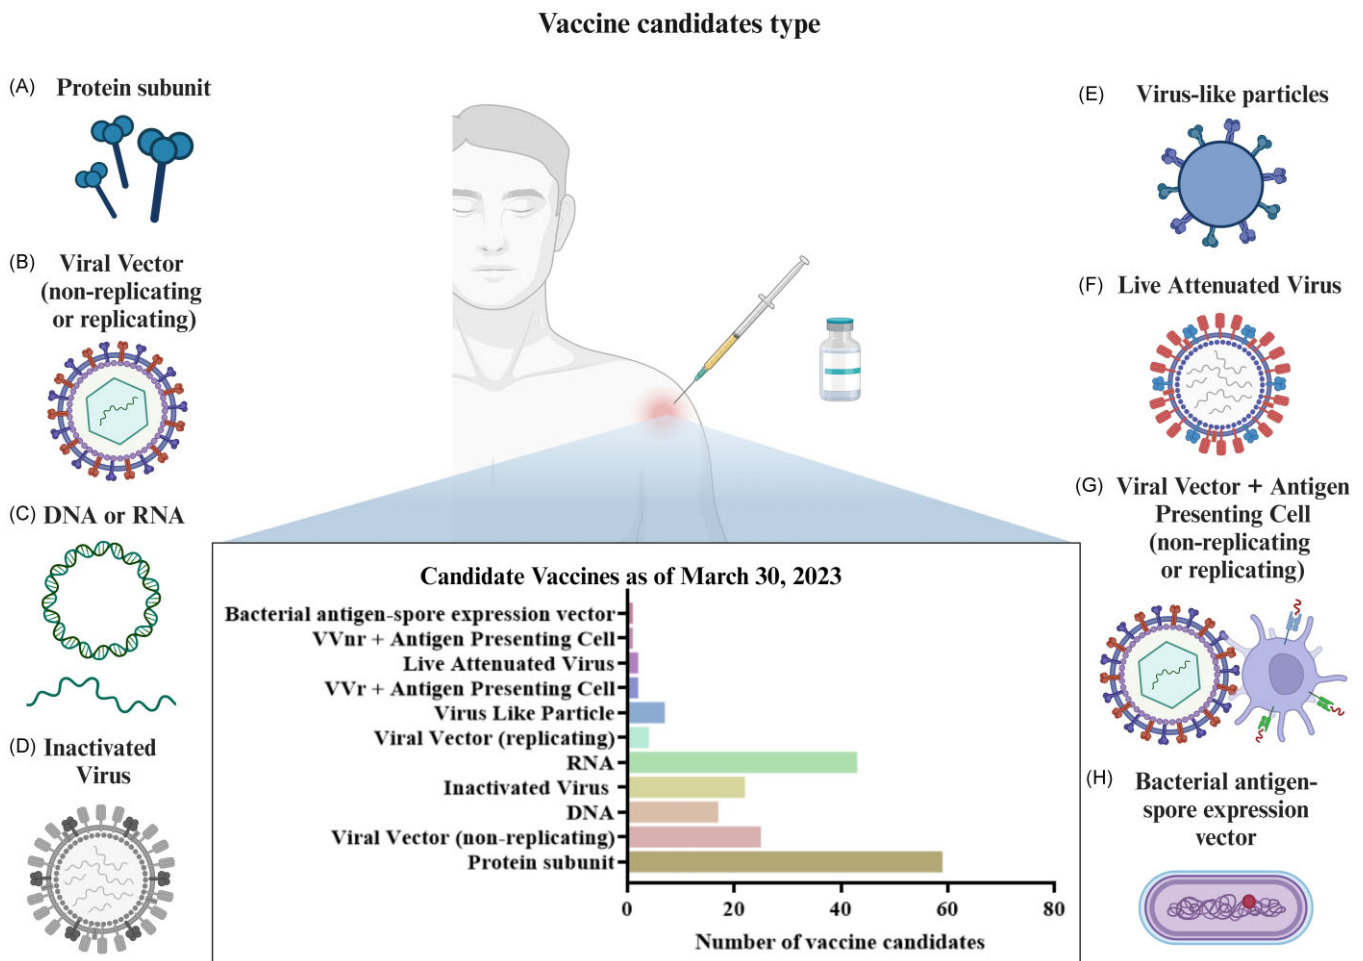 Vaccine candidates type
(A) Protein subunit
(B) Viral Vector
(non-replicating
or replicating)
(C) DNA or RNA
(D) Inactivated
Virus
(E) Virus-like particles
(F) Live Attenuated Virus
(G) Viral Vector + Antigen
Presenting Cell
(non-replicating
or replicating)
(H) Bacterial antigen-
spore expression
vector
Candidate Vaccines as of March 30, 2023
Bacterial antigen-spore expression vector
VVnr + Antigen Presenting Cell
Live Attenuated Virus
VVr + Antigen Presenting Cell
Virus Like Particle
Viral Vector (replicating)
RNA
Inactivated Virus
DNA
Viral Vector (non-replicating)
Protein subunit
0 20 40 60 80
Number of vaccine candidates